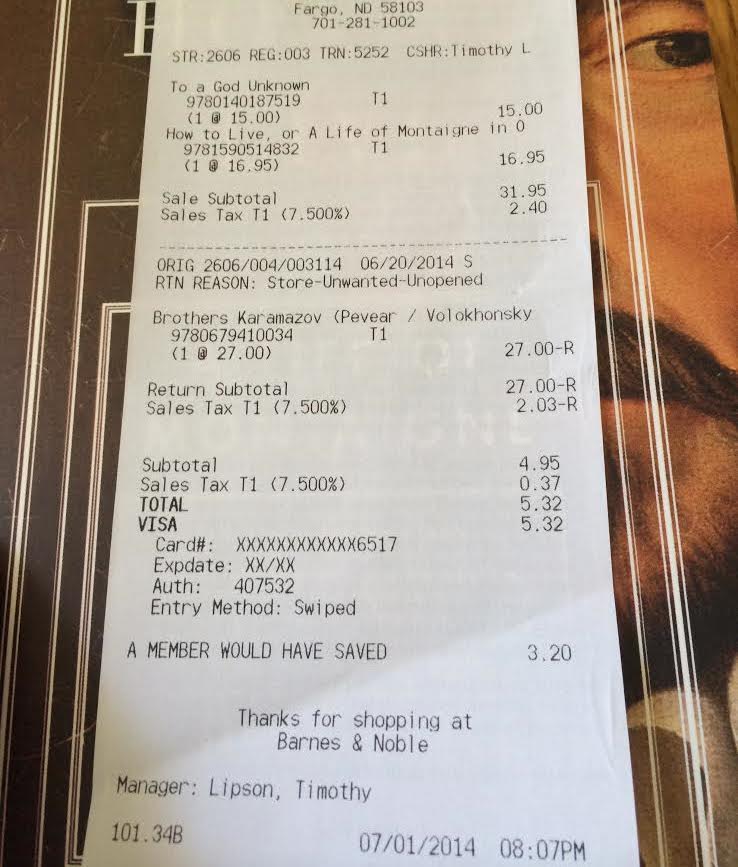 Fargo, ND 58103
701-281-1002
STR:2606 REG:003 TRN:5252 CSHR:Timothy L
To a God Unknown
9780140187519 T1
(1 @ 15.00) 15.00
How to Live, or A Life of Montaigne in O
9781590514832 T1
(1 @ 16.95) 16.95
Sale Subtotal 31.95
Sales Tax T1 (7.500%) 2.40
ORIG 2606/004/003114 06/20/2014 S
RTN REASON: Store-Unwanted-Unopened
Brothers Karamazov (Pevear / Volokhonsky
9780679410034 T1
(1 @ 27.00) 27.00-R
Return Subtotal 27.00-R
Sales Tax T1 (7.500%) 2.03-R
Subtotal 4.95
Sales Tax T1 (7.500%) 0.37
TOTAL 5.32
VISA 5.32
Card#: XXXXXXXXXXXX6517
Expdate: XX/XX
Auth: 407532
Entry Method: Swiped
A MEMBER WOULD HAVE SAVED 3.20
Thanks for shopping at
Barnes & Noble
Manager: Lipson, Timothy
101.34B 07/01/2014 08:07PM